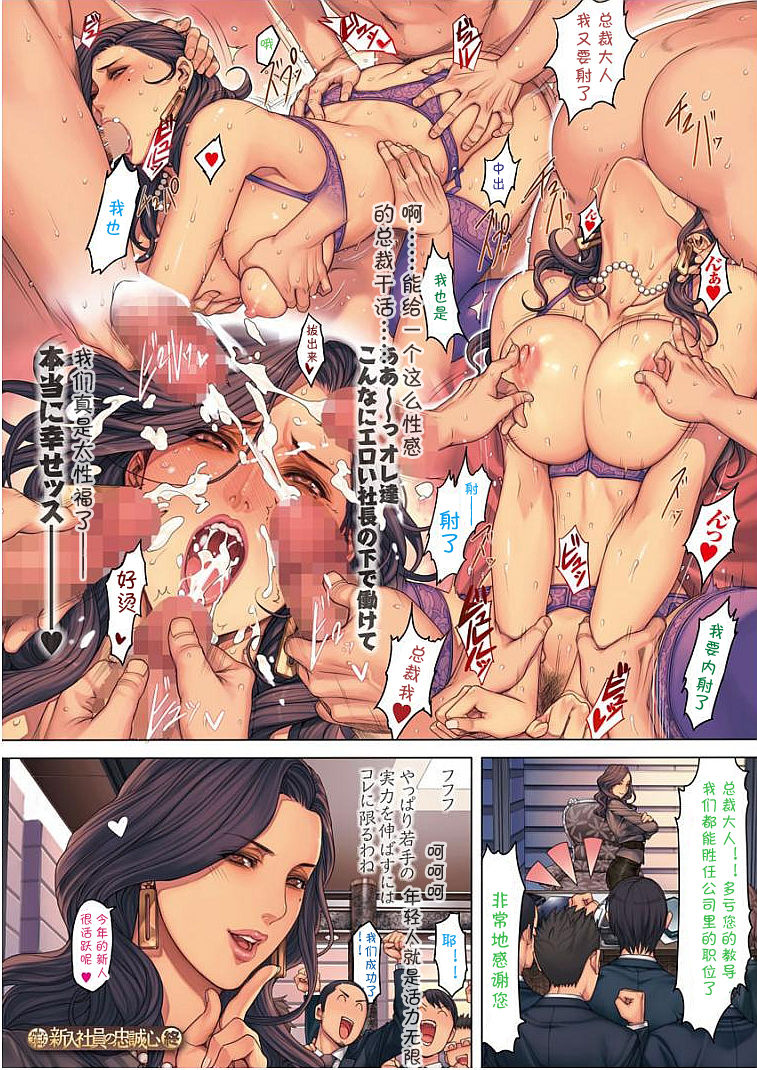 总裁大人
我又要射了
哦
中出
我也
我也是
啊……能给一个这么性感
的总裁干活……
ああ～っオレ達
こんなにエロい社長の下で働けて
本当に幸せッス――♥
我们真是太性福了——
拔出来
射—
射了
好烫
总裁我
我要内射了
んっ
总裁大人！！多亏您的教导
我们都能胜任公司里的职位了
非常地感谢您
フフフ
やっぱり若手の
実力を伸ばすには
コレに限るわね
呵呵呵
年轻人就是活力无限
耶！！
我们成功了
！！
今年的新人
很活跃呢
新入社員の忠誠心 終